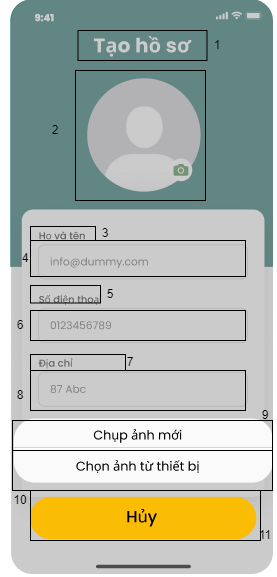 9:41
Tạo hồ sơ
1
2
Họ và tên
3
4
info@dummy.com
Số điện thoạ
5
6
0123456789
Địa chỉ
7
8
87 Abc
9
Chụp ảnh mới
Chọn ảnh từ thiết bị
10
Hủy
11